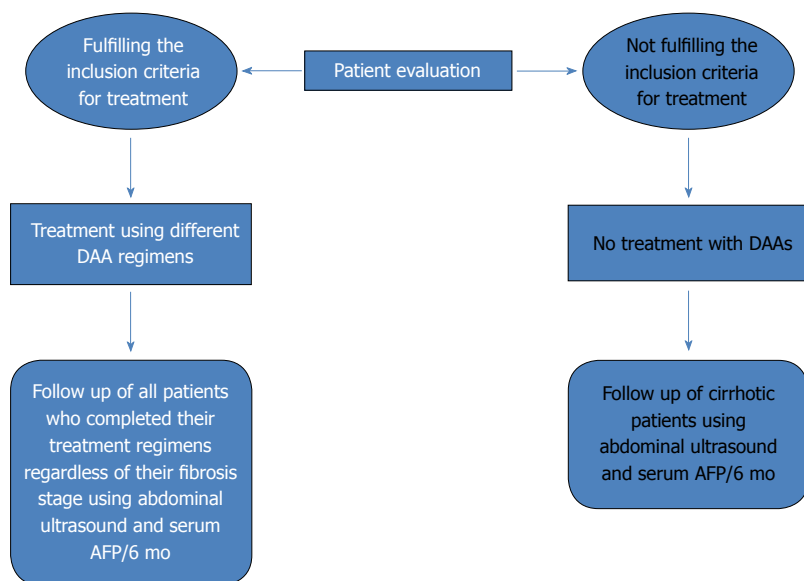 Patient evaluation
Fulfilling the
inclusion criteria
for treatment
Treatment using different
DAA regimens
Follow up of all patients
who completed their
treatment regimens
regardless of their fibrosis
stage using abdominal
ultrasound and serum
AFP/6 mo
Not fulfilling the
inclusion criteria
for treatment
No treatment with DAAs
Follow up of cirrhotic
patients using
abdominal ultrasound
and serum AFP/6 mo